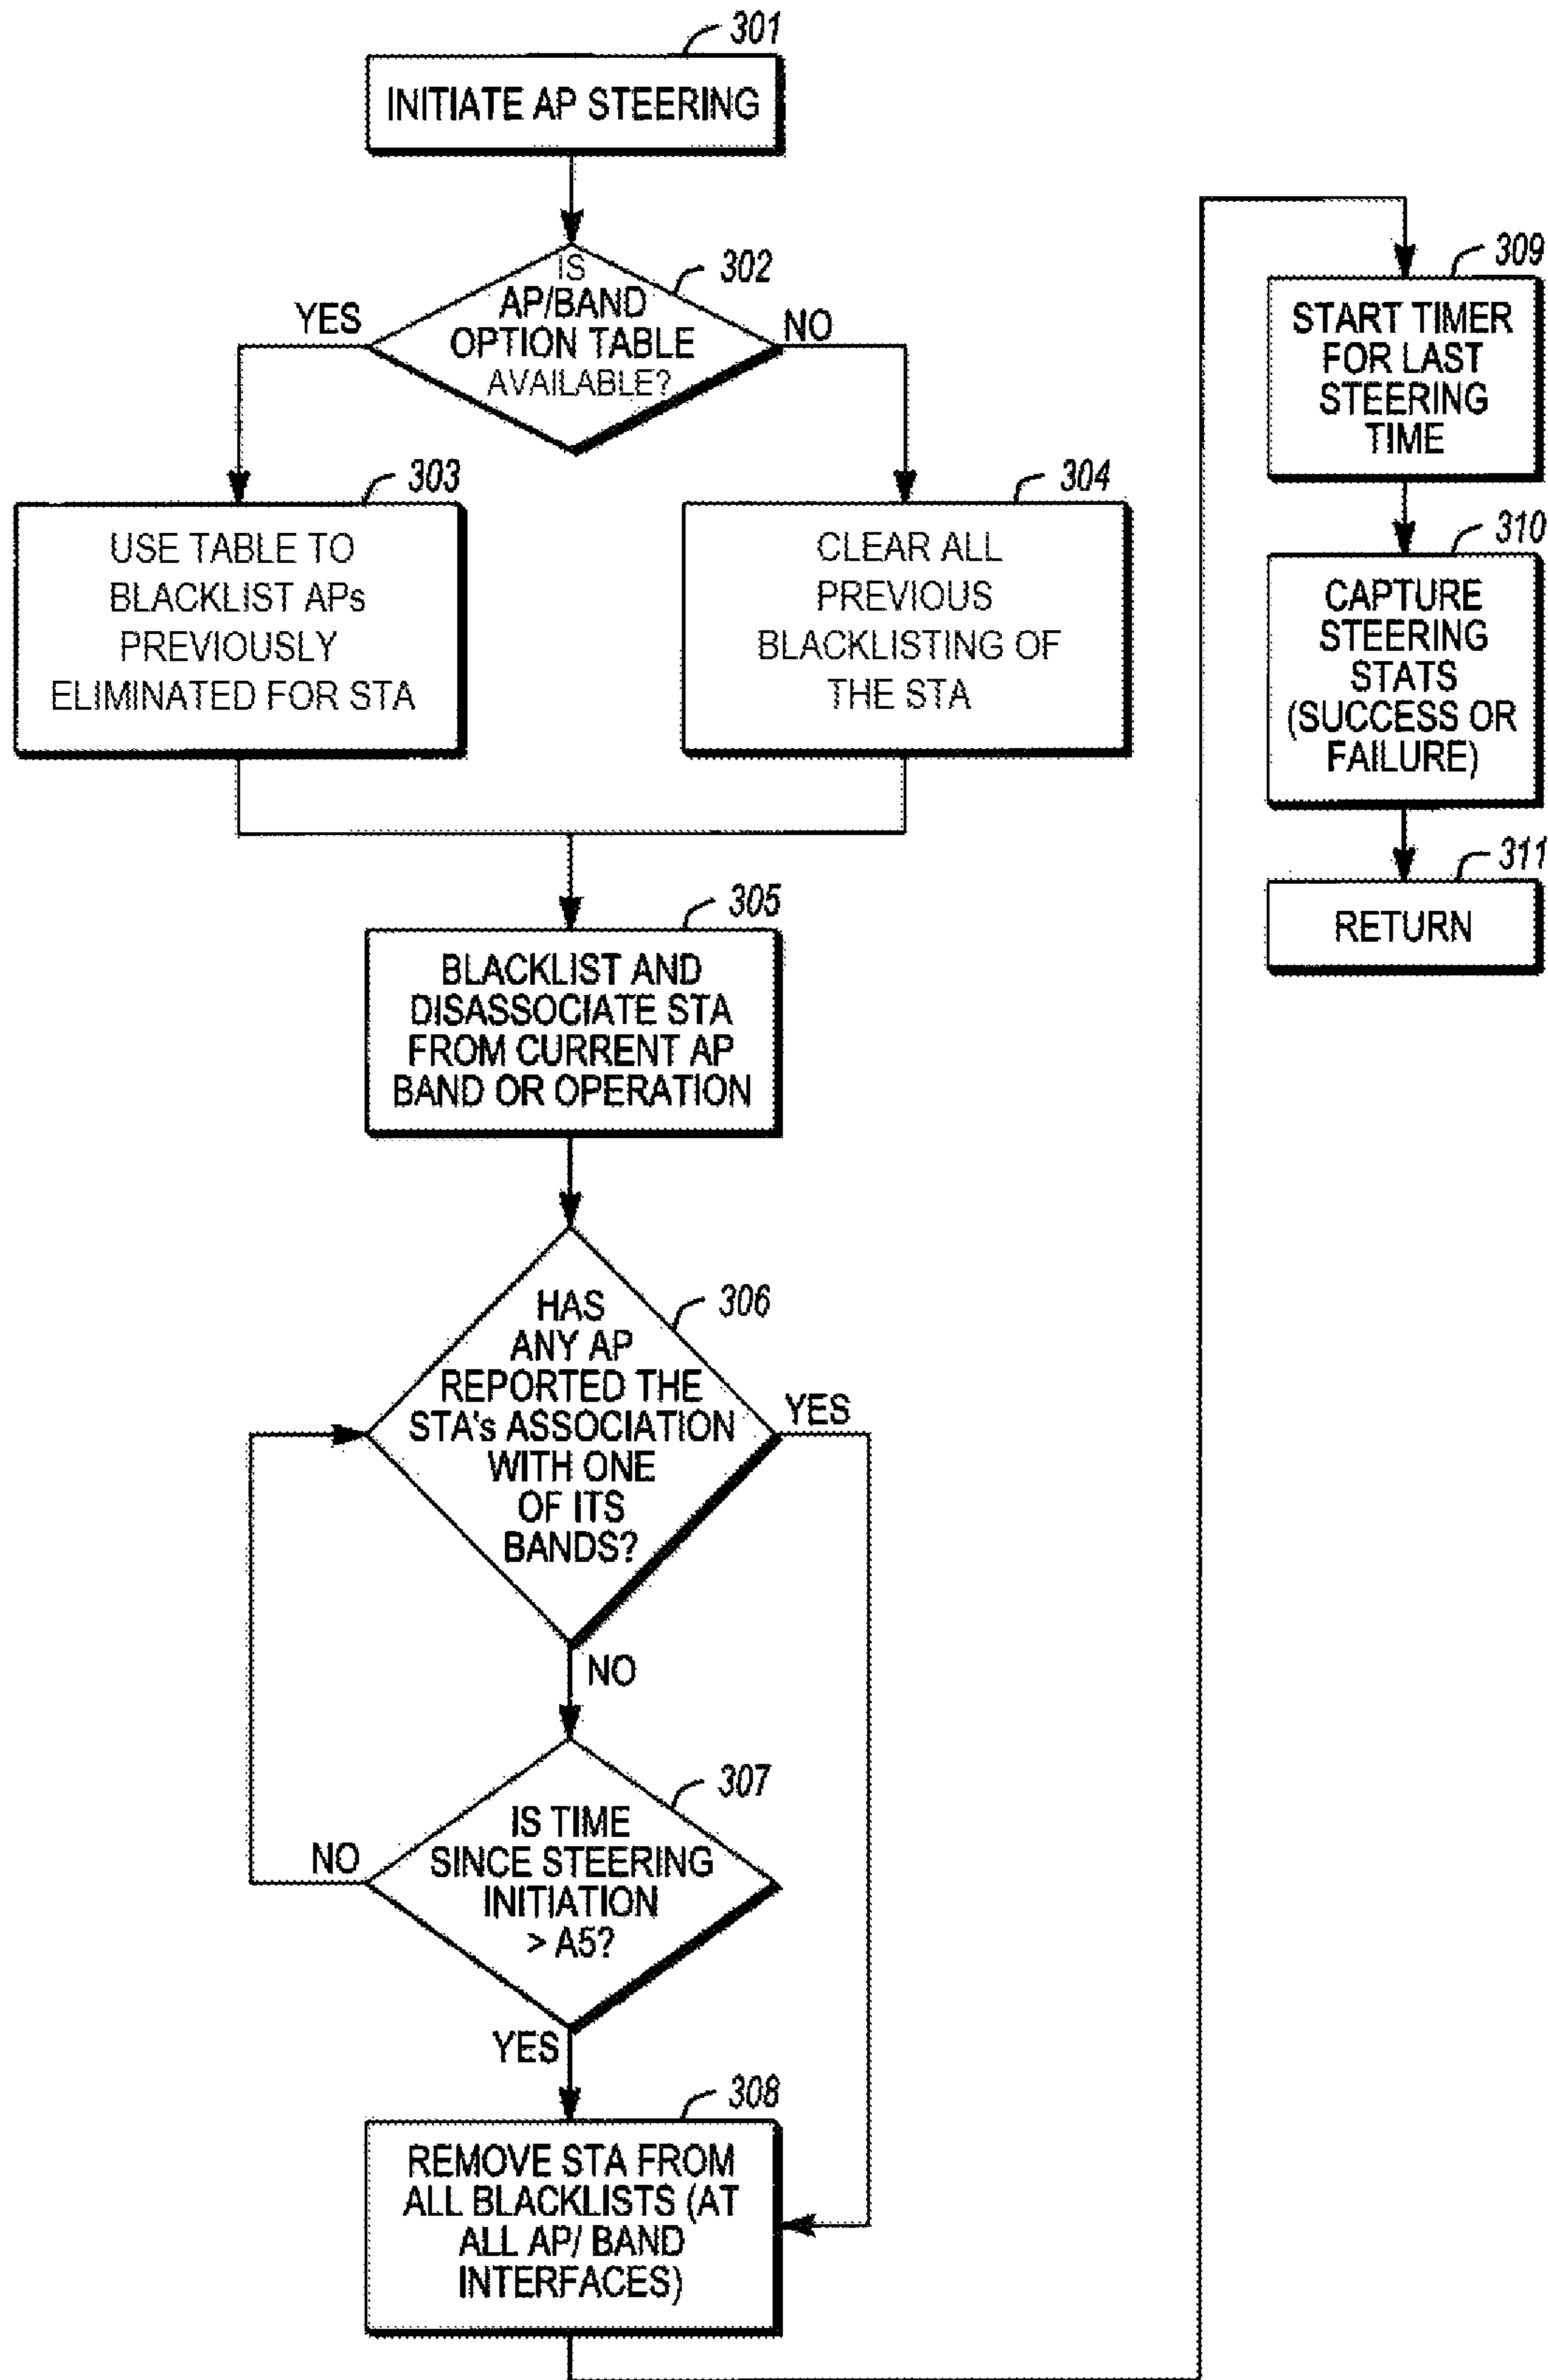 301
INITIATE AP STEERING
302
IS
AP/BAND
OPTION TABLE
AVAILABLE?
YES
NO
303
USE TABLE TO
BLACKLIST APs
PREVIOUSLY
ELIMINATED FOR STA
304
CLEAR ALL
PREVIOUS
BLACKLISTING OF
THE STA
305
BLACKLIST AND
DISASSOCIATE STA
FROM CURRENT AP
BAND OR OPERATION
306
HAS
ANY AP
REPORTED THE
STA's ASSOCIATION
WITH ONE
OF ITS
BANDS?
YES
NO
307
IS TIME
SINCE STEERING
INITIATION
> A5?
NO
YES
308
REMOVE STA FROM
ALL BLACKLISTS (AT
ALL AP/ BAND
INTERFACES)
309
START TIMER
FOR LAST
STEERING
TIME
310
CAPTURE
STEERING
STATS
(SUCCESS OR
FAILURE)
311
RETURN